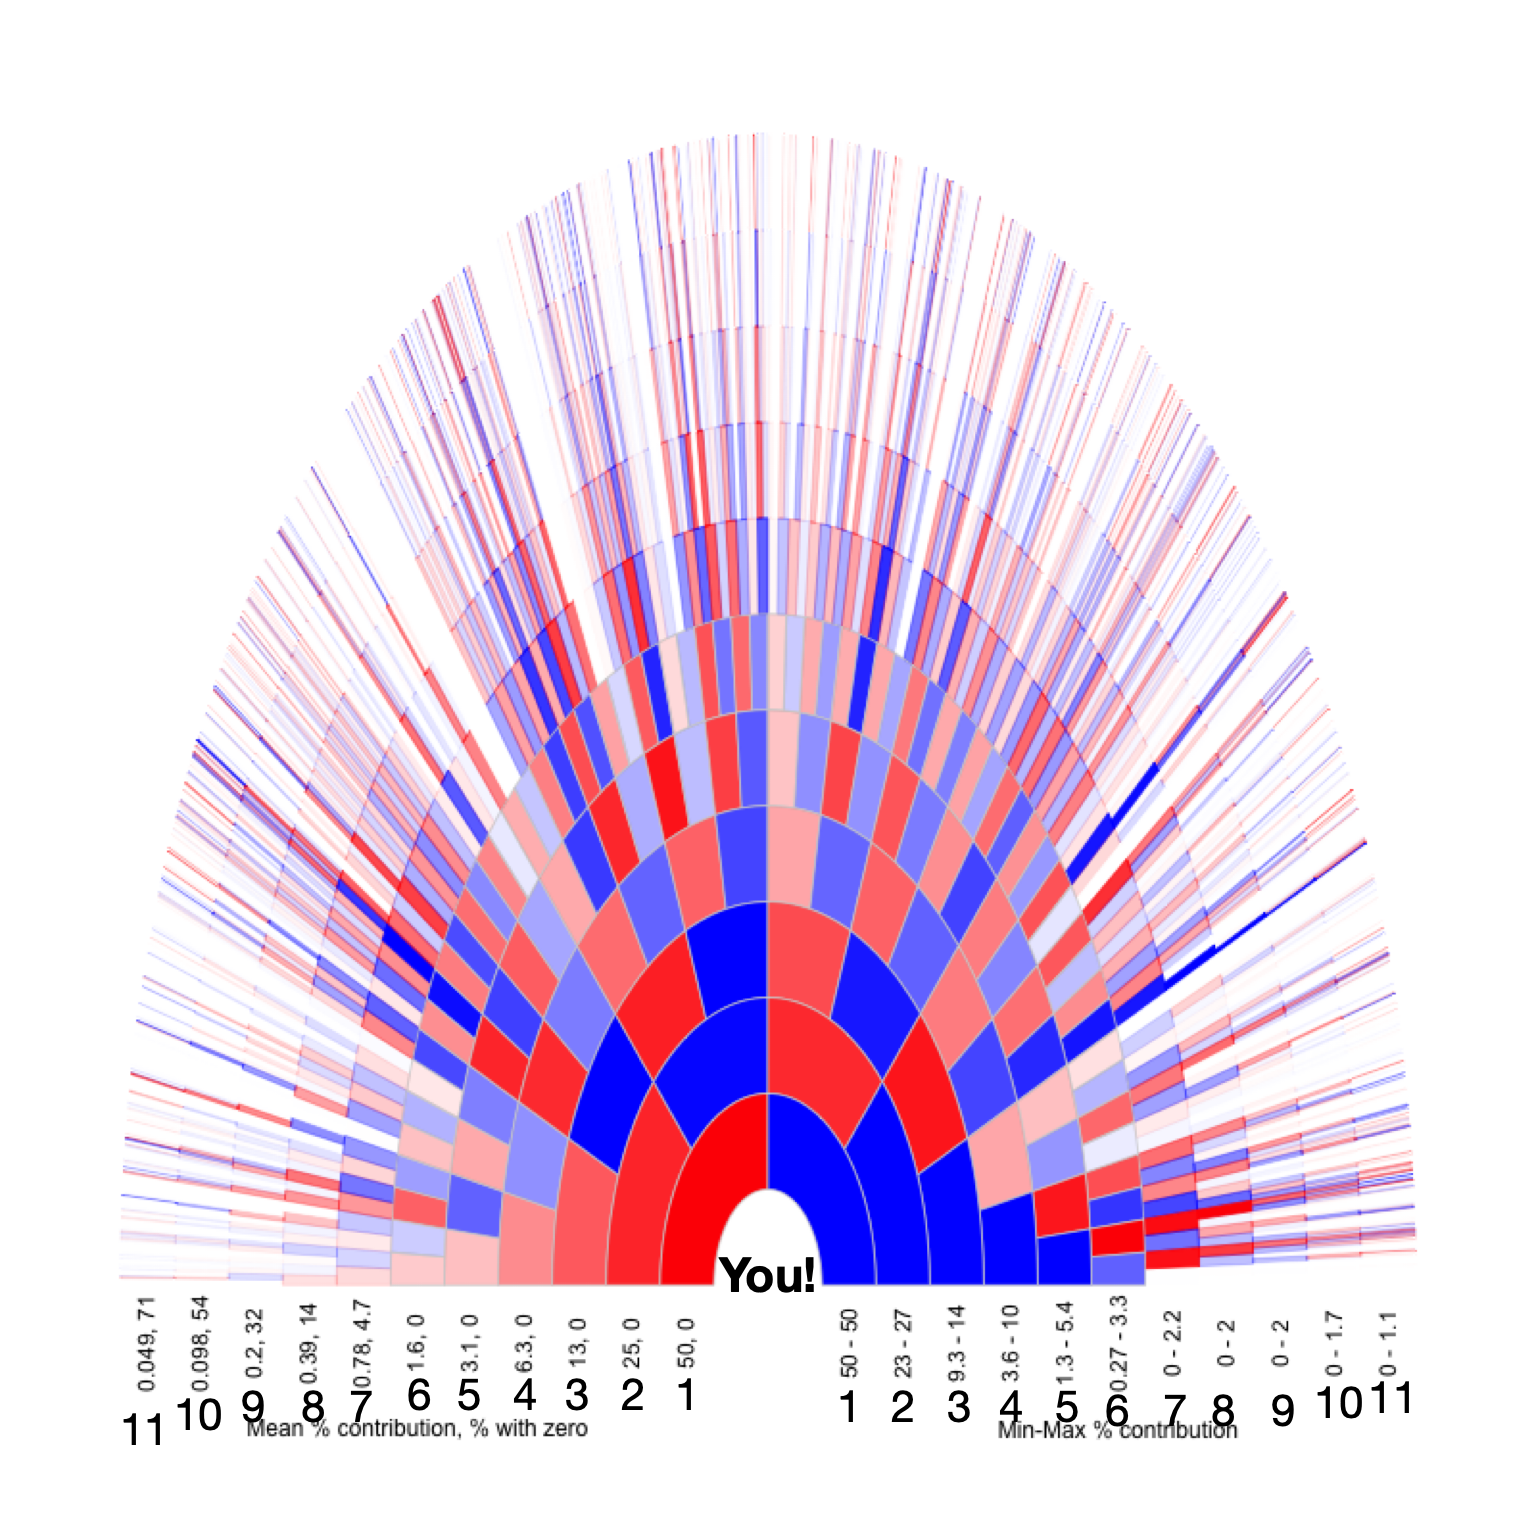 You!
0.049, 71
0.098, 54
0.2, 32
0.39, 14
0.78, 4.7
1.6, 0
3.1, 0
6.3, 0
13, 0
25, 0
50, 0
50 - 50
23 - 27
9.3 - 14
3.6 - 10
1.3 - 5.4
0.27 - 3.3
0 - 2.2
0 - 2
0 - 2
0 - 1.7
0 - 1.1
11 10 9 8 7 6 5 4 3 2 1 1 2 3 4 5 6 7 8 9 10 11
Mean % contribution, % with zero
Min-Max % contribution